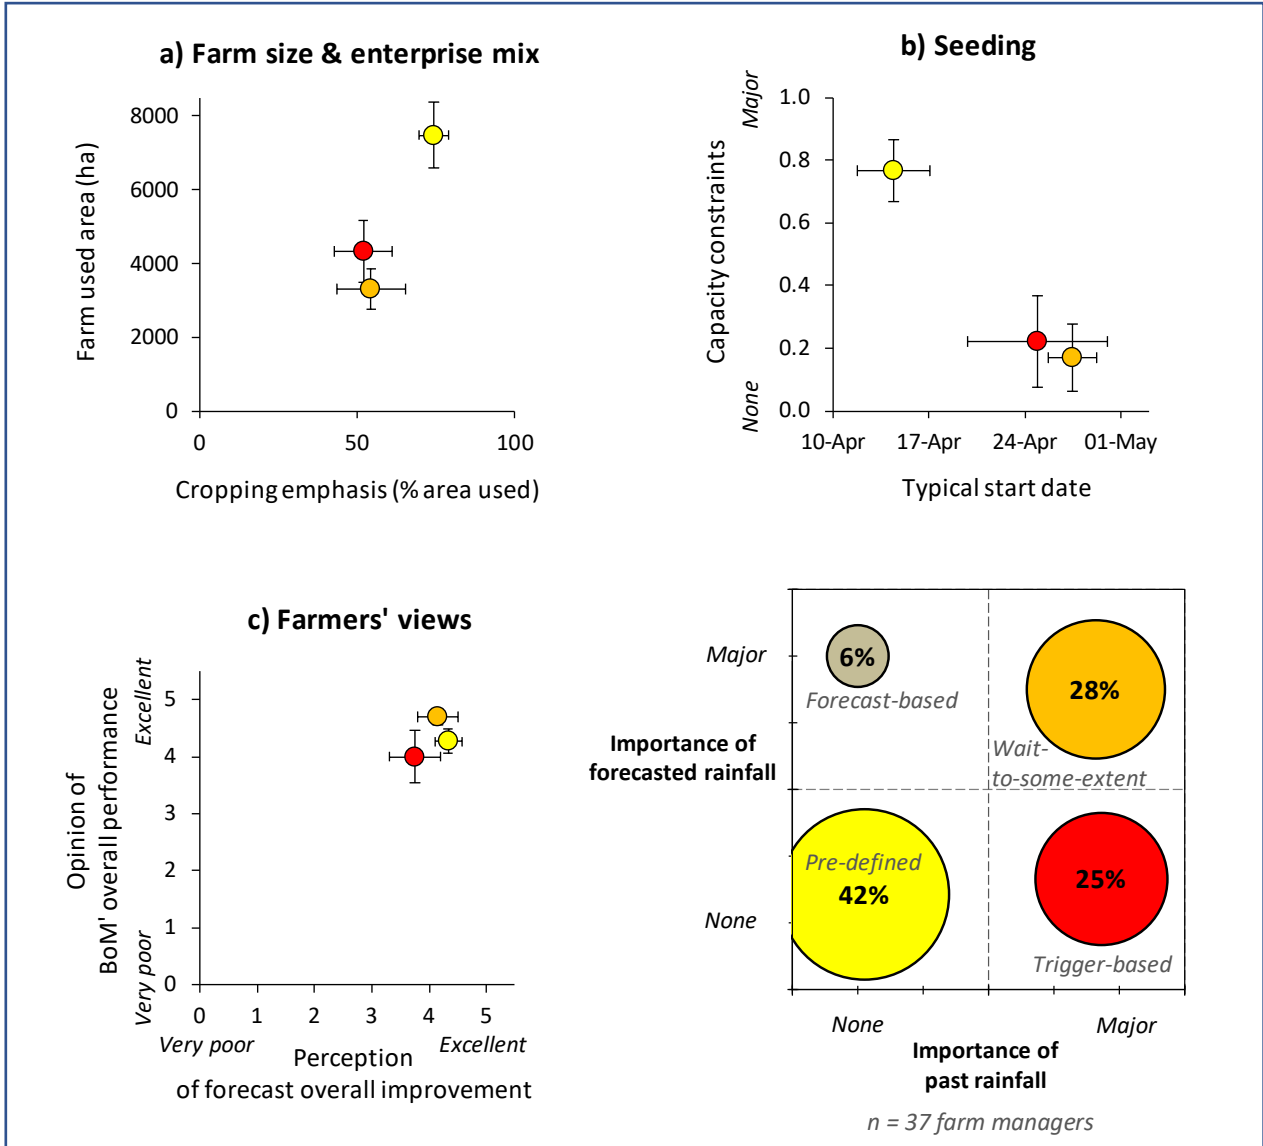 a) Farm size & enterprise mix
Farm used area (ha)
8000
6000
4000
2000
0
0 50 100
Cropping emphasis (% area used)
b) Seeding
Major
Capacity constraints
None
1.0
0.8
0.6
0.4
0.2
0.0
10-Apr 17-Apr 24-Apr 01-May
Typical start date
c) Farmers' views
Opinion of
BoM' overall performance
Excellent
Very poor
5
4
3
2
1
0
0 1 2 3 4 5
Very poor Excellent
Perception
of forecast overall improvement
Major
Importance of
forecasted rainfall
None
6%
Forecast-based
28%
Wait-
to-some-extent
Pre-defined
42%
25%
Trigger-based
None Major
Importance of
past rainfall
n = 37 farm managers